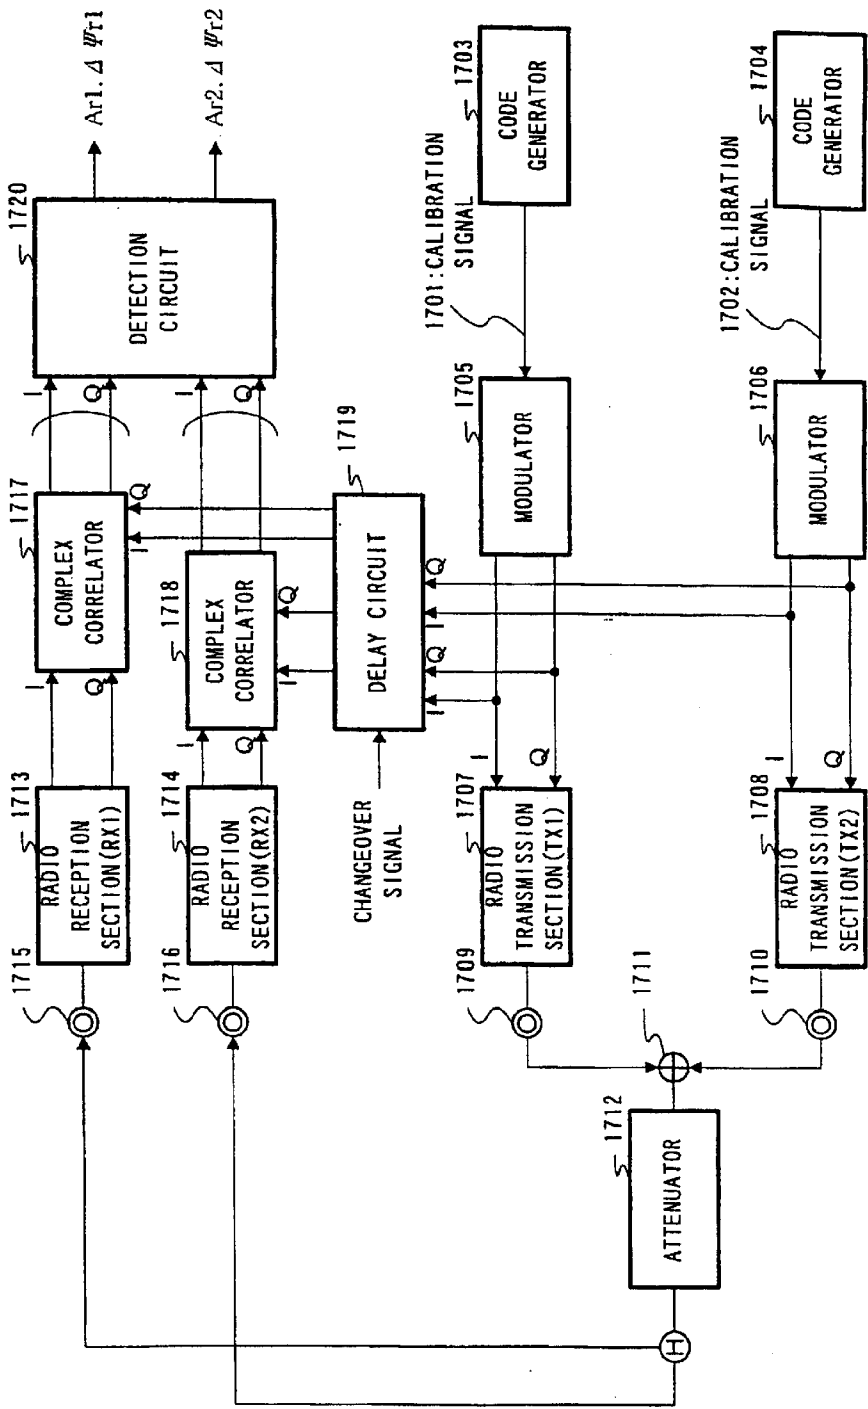 1715
1713
RADIO
RECEPTION
SECTION(RX1)
I
Q
1717
COMPLEX
CORRELATOR
I
Q
1720
DETECTION
CIRCUIT
Ar1. Δ Ψr1
Ar2. Δ Ψr2
1716
1714
RADIO
RECEPTION
SECTION(RX2)
I
Q
1718
COMPLEX
CORRELATOR
I
Q
I
Q
I
Q
CHANGEOVER
SIGNAL
DELAY CIRCUIT
1719
I
Q
I
Q
1709
1707
RADIO
TRANSMISSION
SECTION(TX1)
I
Q
MODULATOR
1705
1701:CALIBRATION
SIGNAL
1703
CODE
GENERATOR
H
1712
ATTENUATOR
1711
1710
1708
RADIO
TRANSMISSION
SECTION(TX2)
I
Q
MODULATOR
1706
1702:CALIBRATION
SIGNAL
1704
CODE
GENERATOR